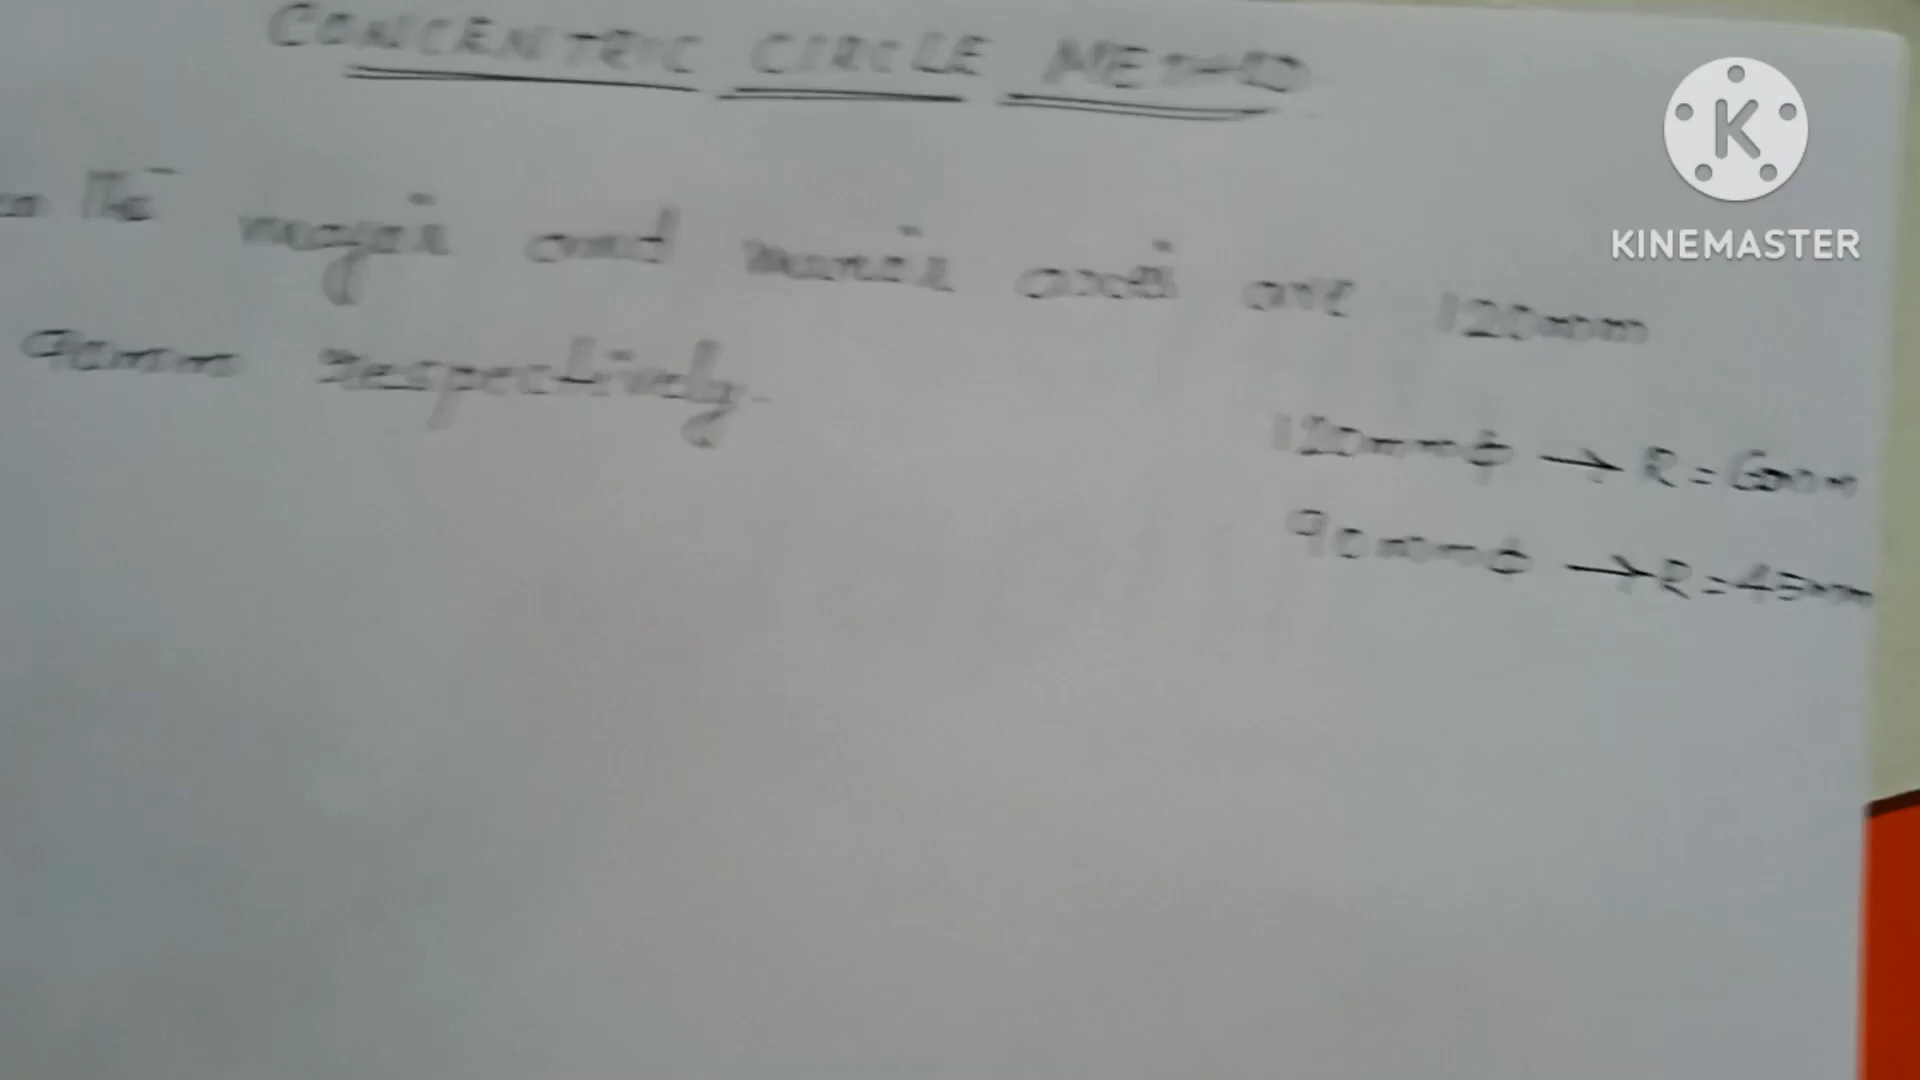 CONCENTRIC CIRCLE METHOD
The major and minor axes are 120mm
90mm respectively.
120mmϕ → R = 60mm
90mmϕ → R = 45mm
KINEMASTER